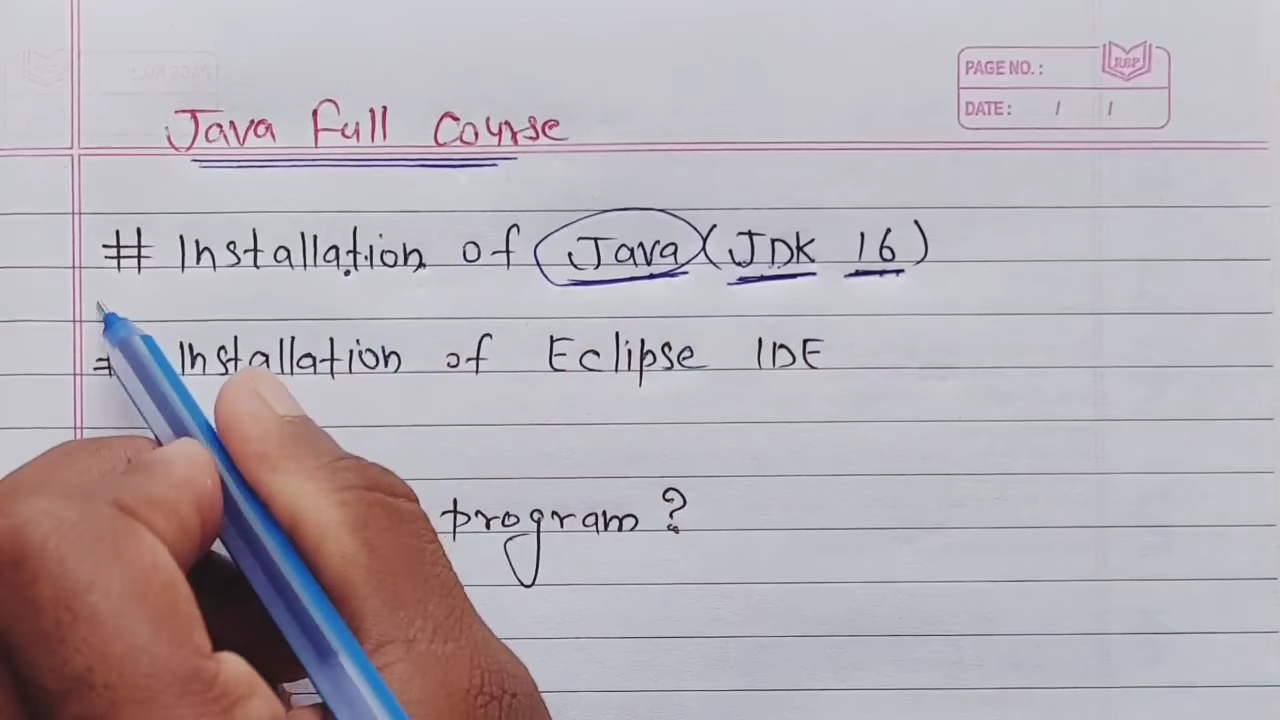 PAGE NO. :
DATE : / /
Java Full Course
# Installation of Java (JDK 16)
Installation of Eclipse IDE
program ?